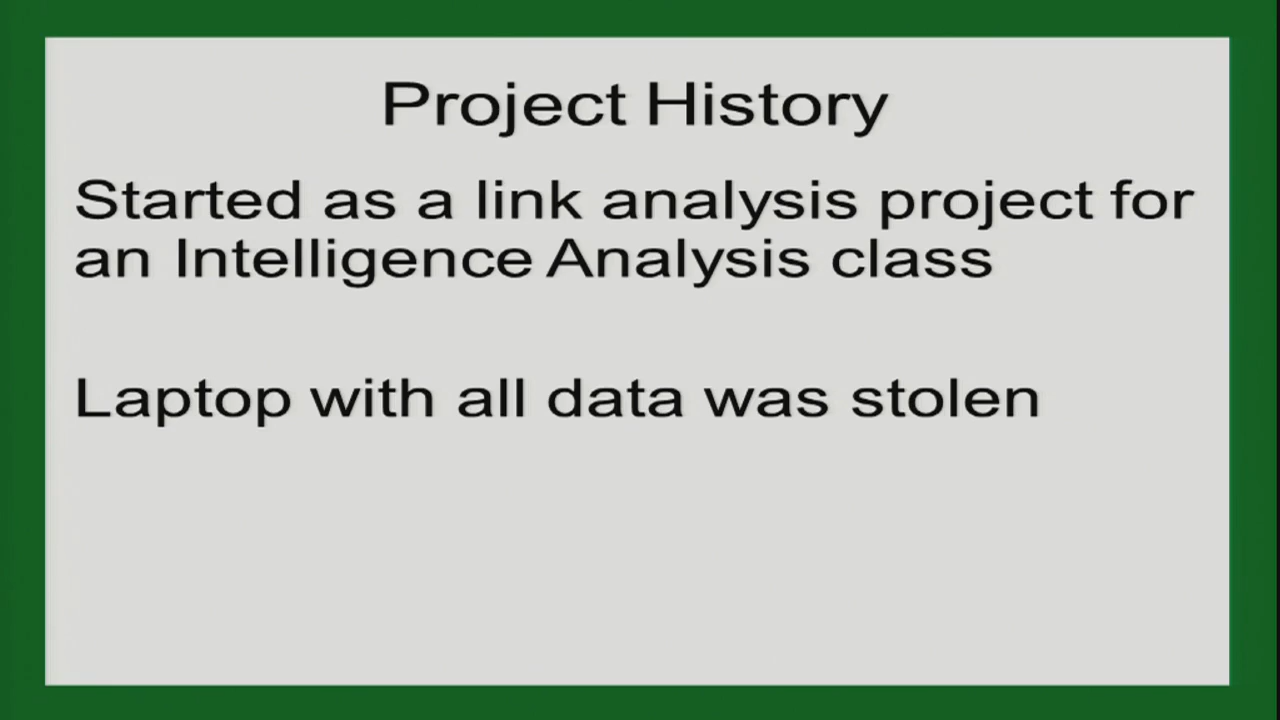 Project History
Started as a link analysis project for
an Intelligence Analysis class
Laptop with all data was stolen